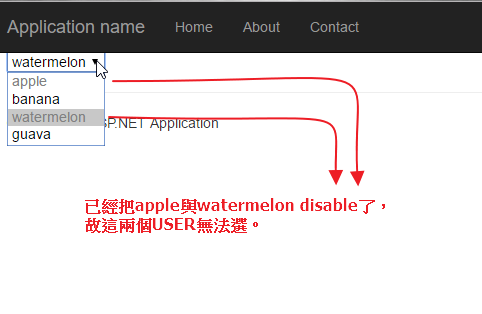 Application name Home About Contact
watermelon
apple
banana
watermelon
SP.NET Application
guava
已經把apple與watermelon disable了，
故這兩個USER無法選。